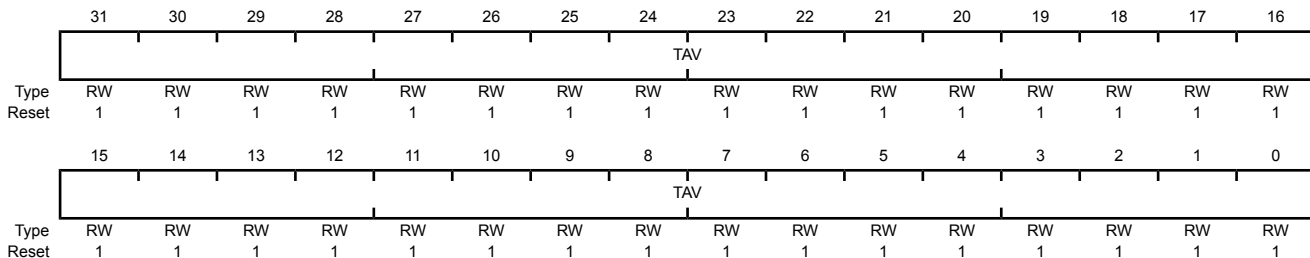 31 30 29 28 27 26 25 24 23 22 21 20 19 18 17 16
TAV
Type RW RW RW RW RW RW RW RW RW RW RW RW RW RW RW RW
Reset 1 1 1 1 1 1 1 1 1 1 1 1 1 1 1 1
15 14 13 12 11 10 9 8 7 6 5 4 3 2 1 0
TAV
Type RW RW RW RW RW RW RW RW RW RW RW RW RW RW RW RW
Reset 1 1 1 1 1 1 1 1 1 1 1 1 1 1 1 1